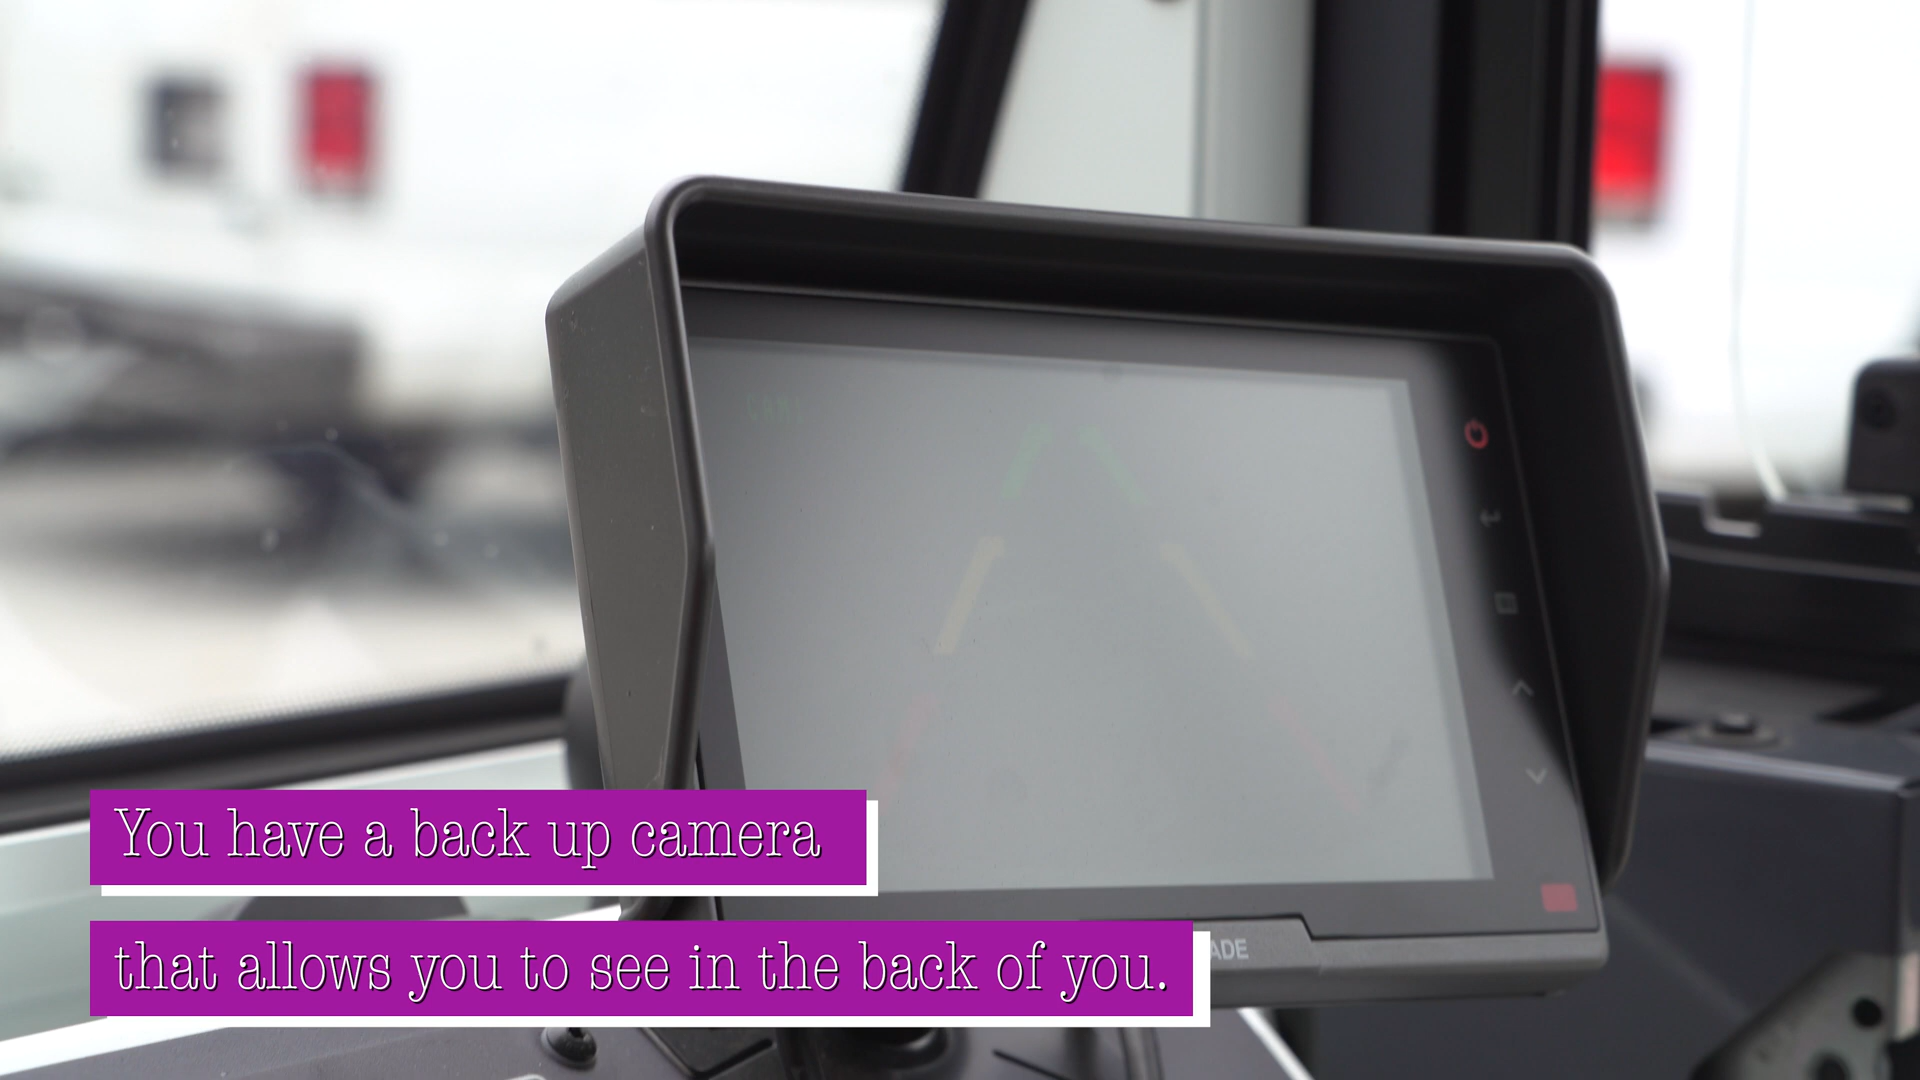 You have a back up camera
that allows you to see in the back of you.